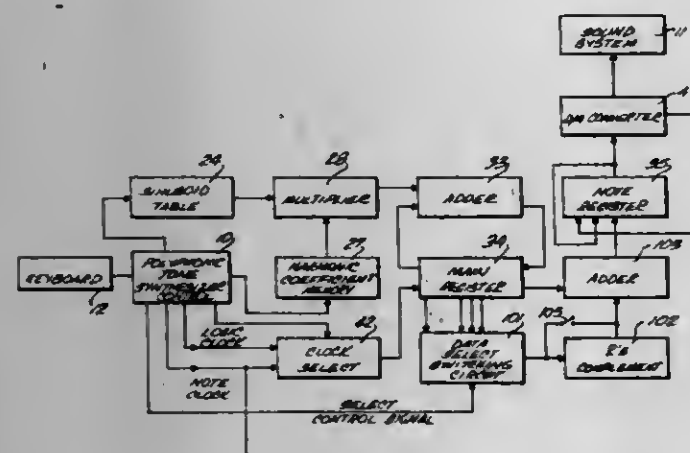 SOUND
SYSTEM
11
D/A CONVERTER
4
24
SINUSOID
TABLE
28
MULTIPLIER
33
ADDER
35
NOTE
REGISTER
KEYBOARD
12
POLYPHONIC
TONE
SYNTHESIZER
CONTROL
27
HARMONIC
COEFFICIENT
MEMORY
34
MAIN
REGISTER
103
ADDER
LOGIC
CLOCK
22
CLOCK
SELECT
101
DATA
SELECT
SWITCHING
CIRCUIT
105
102
2'S
COMPLEMENT
NOTE
CLOCK
SELECT
CONTROL SIGNAL